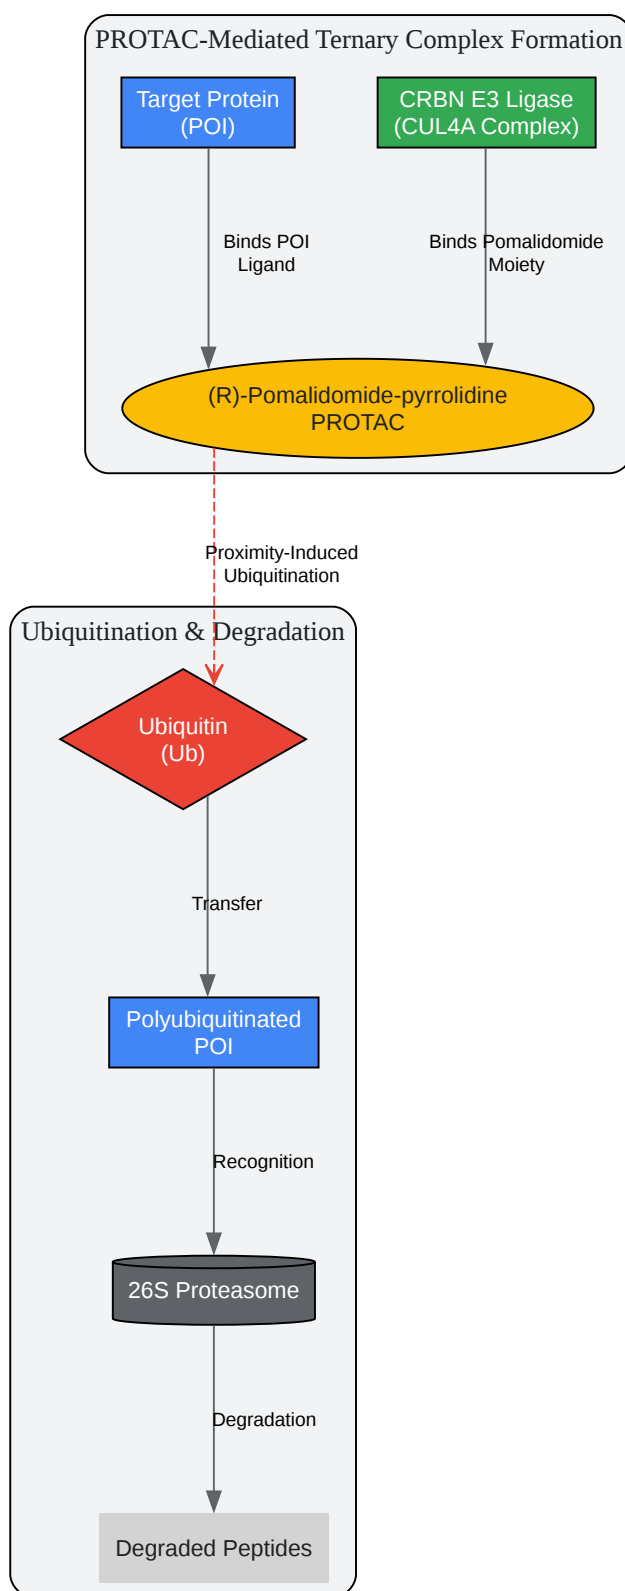 PROTAC-Mediated Ternary Complex Formation
Target Protein
(POI)
CRBN E3 Ligase
(CUL4A Complex)
Binds POI
Ligand
Binds Pomalidomide
Moiety
(R)-Pomalidomide-pyrrolidine
PROTAC
Proximity-Induced
Ubiquitination
Ubiquitination & Degradation
Ubiquitin
(Ub)
Transfer
Polyubiquitinated
POI
Recognition
26S Proteasome
Degradation
Degraded Peptides